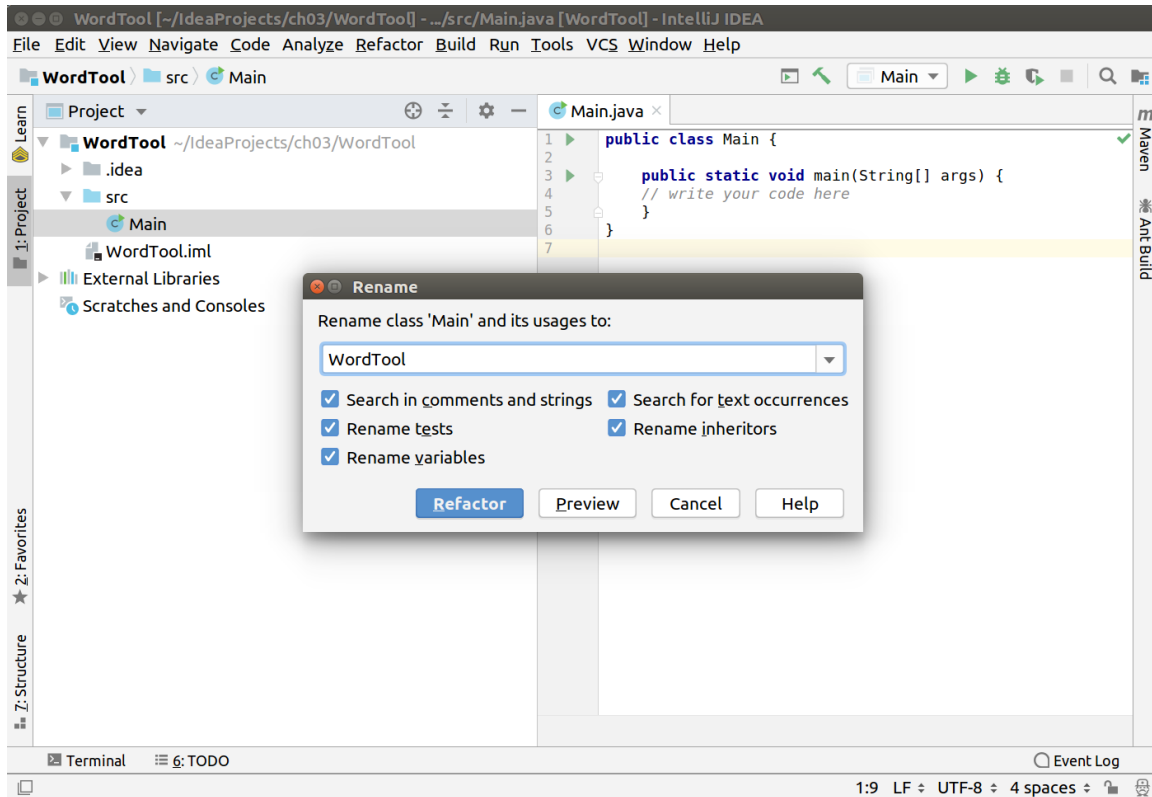 WordTool [~/IdeaProjects/ch03/WordTool] - .../src/Main.java [WordTool] - IntelliJ IDEA
File Edit View Navigate Code Analyze Refactor Build Run Tools VCS Window Help
WordTool src Main
Main
Learn
1: Project
2: Favorites
7: Structure
Project
WordTool ~/IdeaProjects/ch03/WordTool
.idea
src
Main
WordTool.iml
External Libraries
Scratches and Consoles
Main.java
1 public class Main {
2
3 public static void main(String[] args) {
4 // write your code here
5 }
6 }
7
m Maven
Ant Build
Rename
Rename class 'Main' and its usages to:
WordTool
Search in comments and strings Search for text occurrences
Rename tests Rename inheritors
Rename variables
Refactor Preview Cancel Help
Terminal 6: TODO Event Log
1:9 LF UTF-8 4 spaces